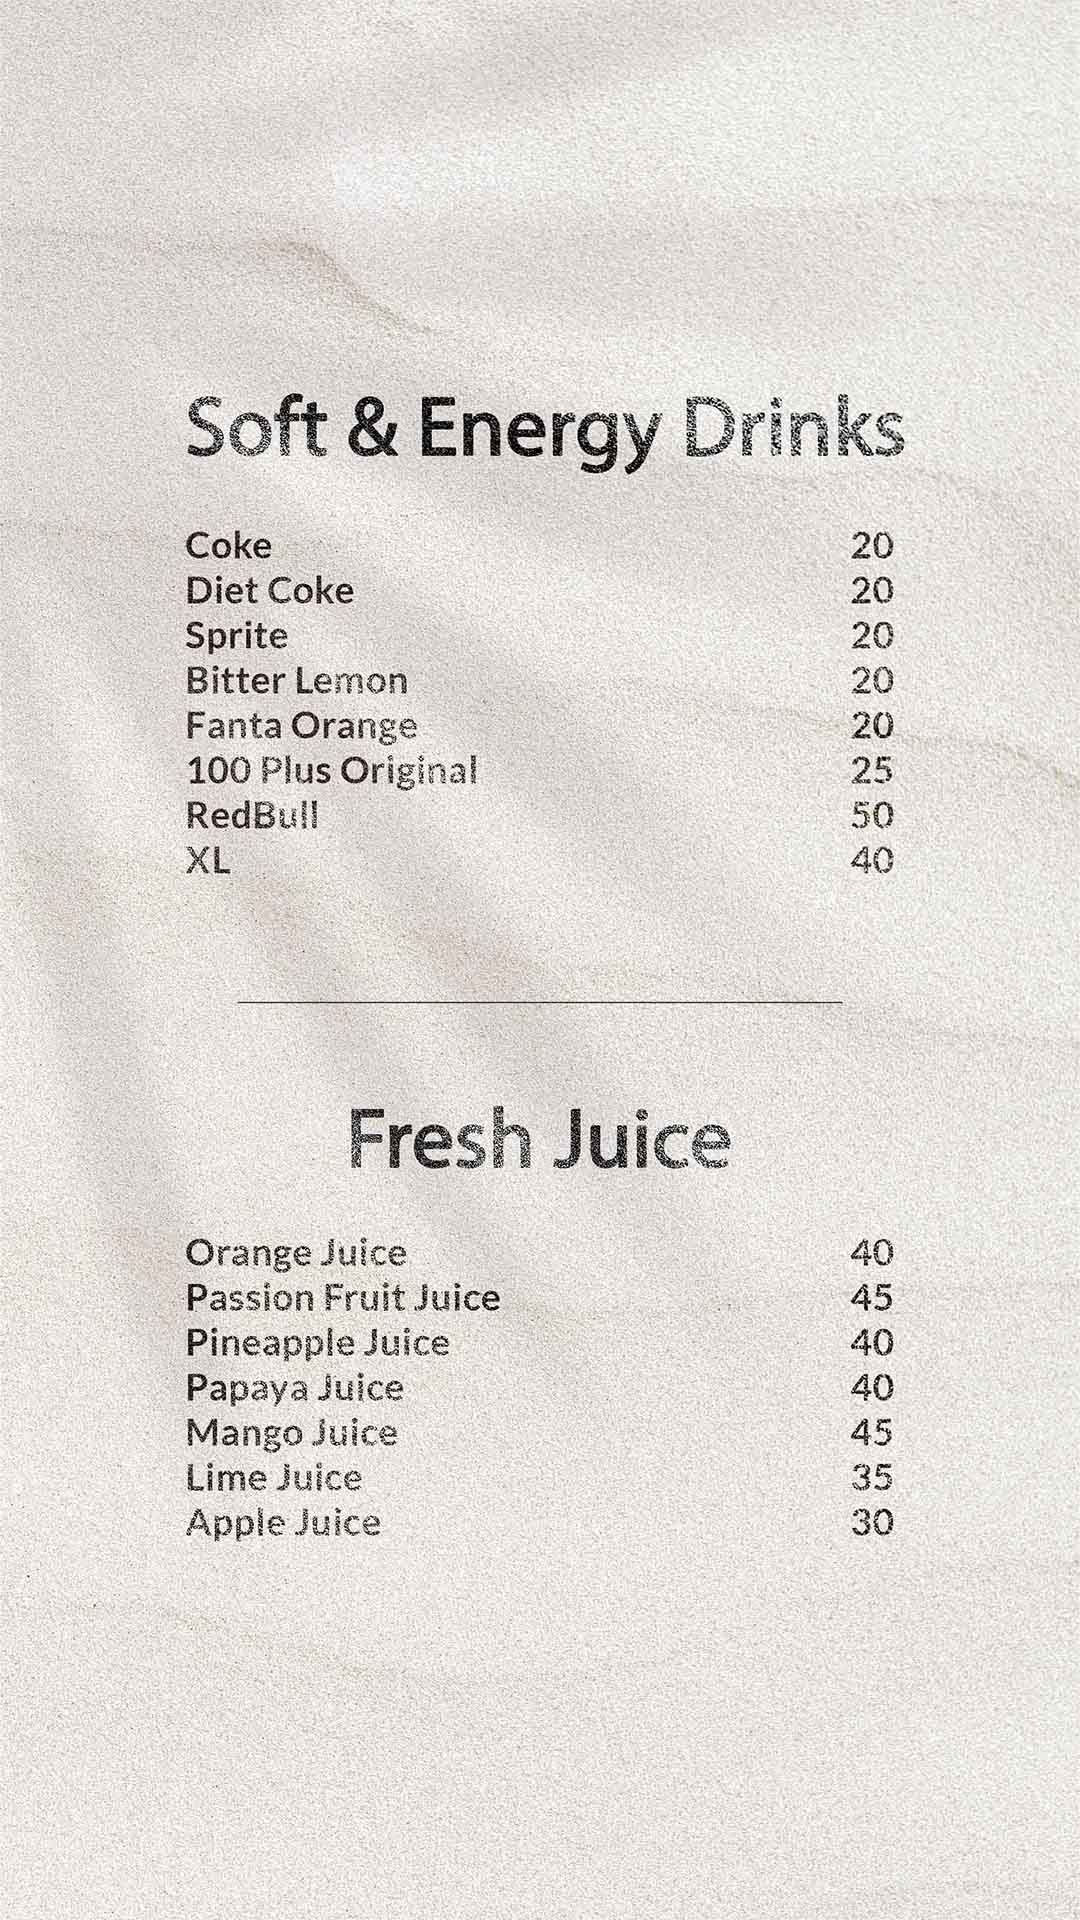 Soft & Energy Drinks
Coke 20
Diet Coke 20
Sprite 20
Bitter Lemon 20
Fanta Orange 20
100 Plus Original 25
RedBull 50
XL 40
Fresh Juice
Orange Juice 40
Passion Fruit Juice 45
Pineapple Juice 40
Papaya Juice 40
Mango Juice 45
Lime Juice 35
Apple Juice 30